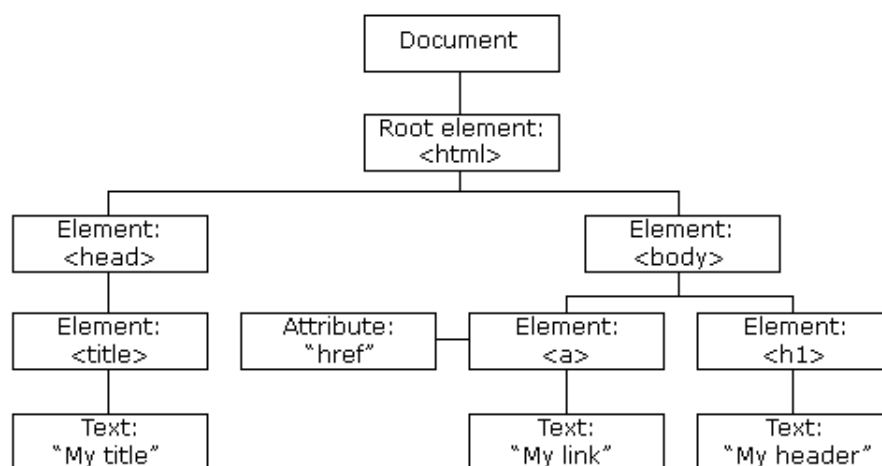 Document
Root element:
<html>
Element:
<head>
Element:
<body>
Element:
<title>
Attribute:
“href”
Element:
<a>
Element:
<h1>
Text:
“My title”
Text:
“My link”
Text:
“My header”